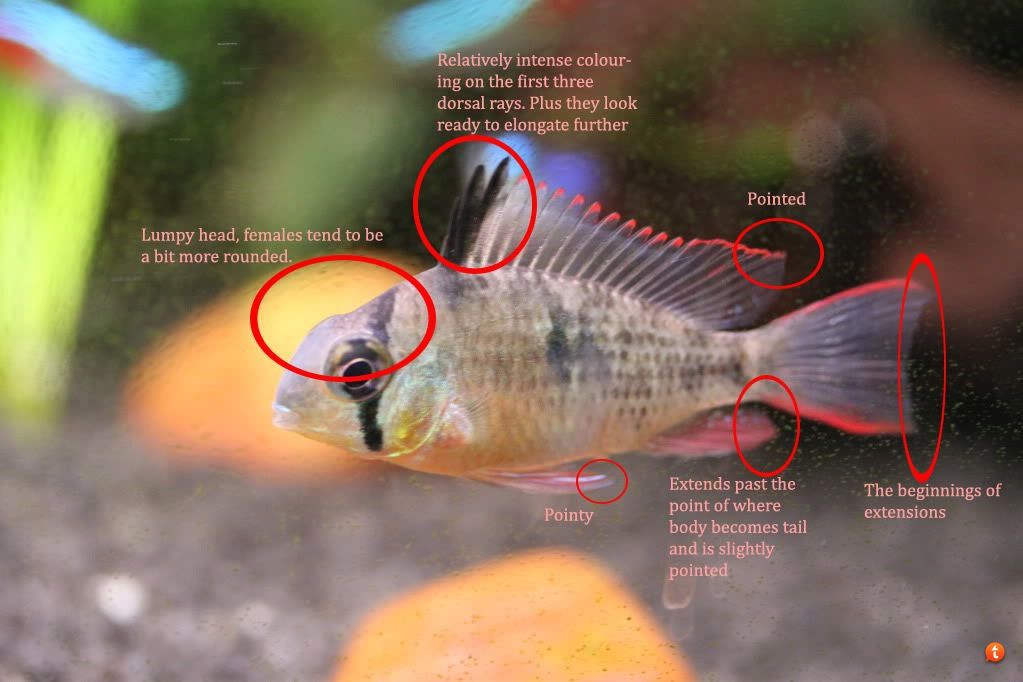 Relatively intense colour-
ing on the first three
dorsal rays. Plus they look
ready to elongate further
Pointed
Lumpy head, females tend to be
a bit more rounded.
Extends past the
point of where
body becomes tail
and is slightly
pointed
The beginnings of
extensions
Pointy
t